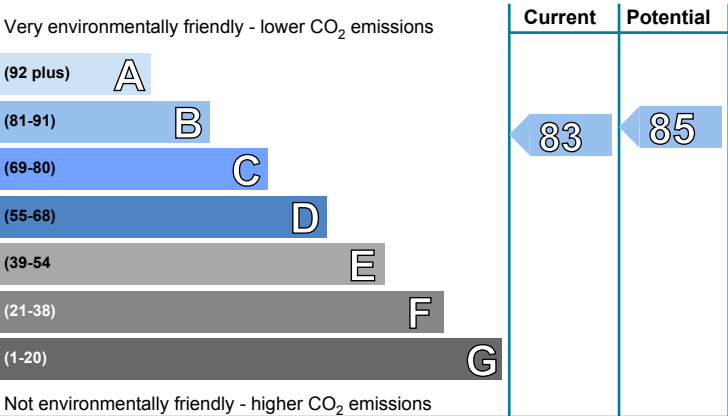 Current Potential
Very environmentally friendly - lower CO2 emissions
(92 plus) A
(81-91) B
83 85
(69-80) C
(55-68) D
(39-54 E
(21-38) F
(1-20) G
Not environmentally friendly - higher CO2 emissions